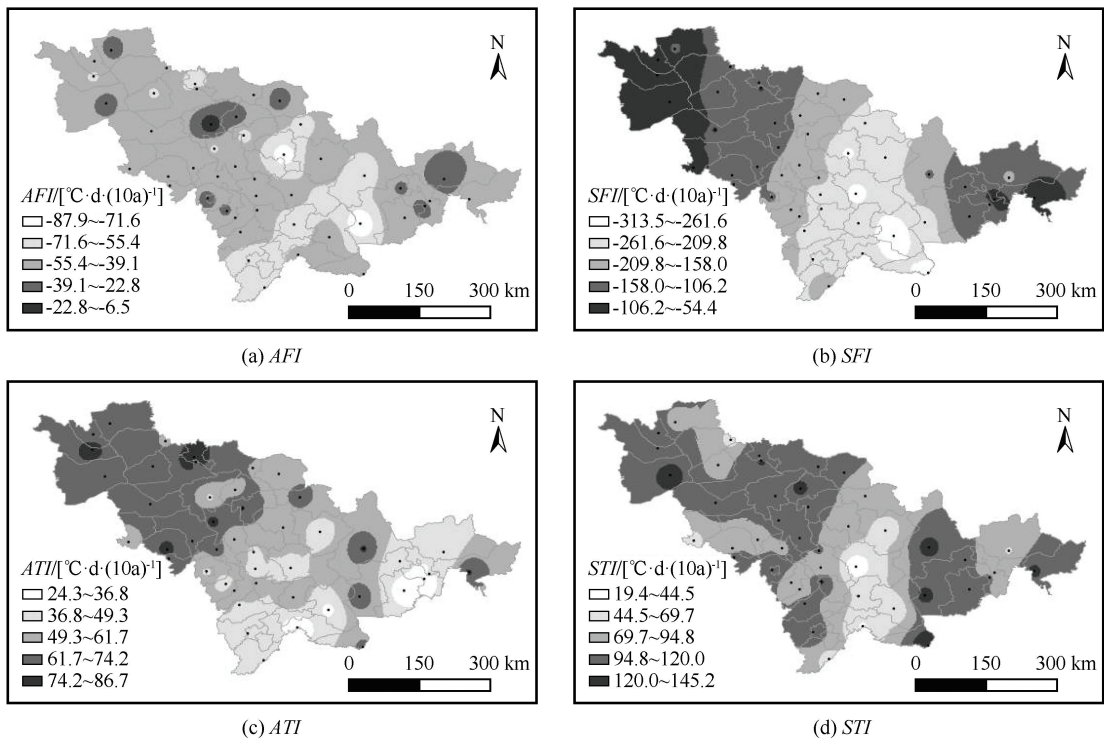 N
AFI/[℃·d·(10a)⁻¹]
-87.9~-71.6
-71.6~-55.4
-55.4~-39.1
-39.1~-22.8
-22.8~-6.5
0 150 300 km
(a) AFI
N
SFI/[℃·d·(10a)⁻¹]
-313.5~-261.6
-261.6~-209.8
-209.8~-158.0
-158.0~-106.2
-106.2~-54.4
0 150 300 km
(b) SFI
N
ATI/[℃·d·(10a)⁻¹]
24.3~36.8
36.8~49.3
49.3~61.7
61.7~74.2
74.2~86.7
0 150 300 km
(c) ATI
N
STI/[℃·d·(10a)⁻¹]
19.4~44.5
44.5~69.7
69.7~94.8
94.8~120.0
120.0~145.2
0 150 300 km
(d) STI